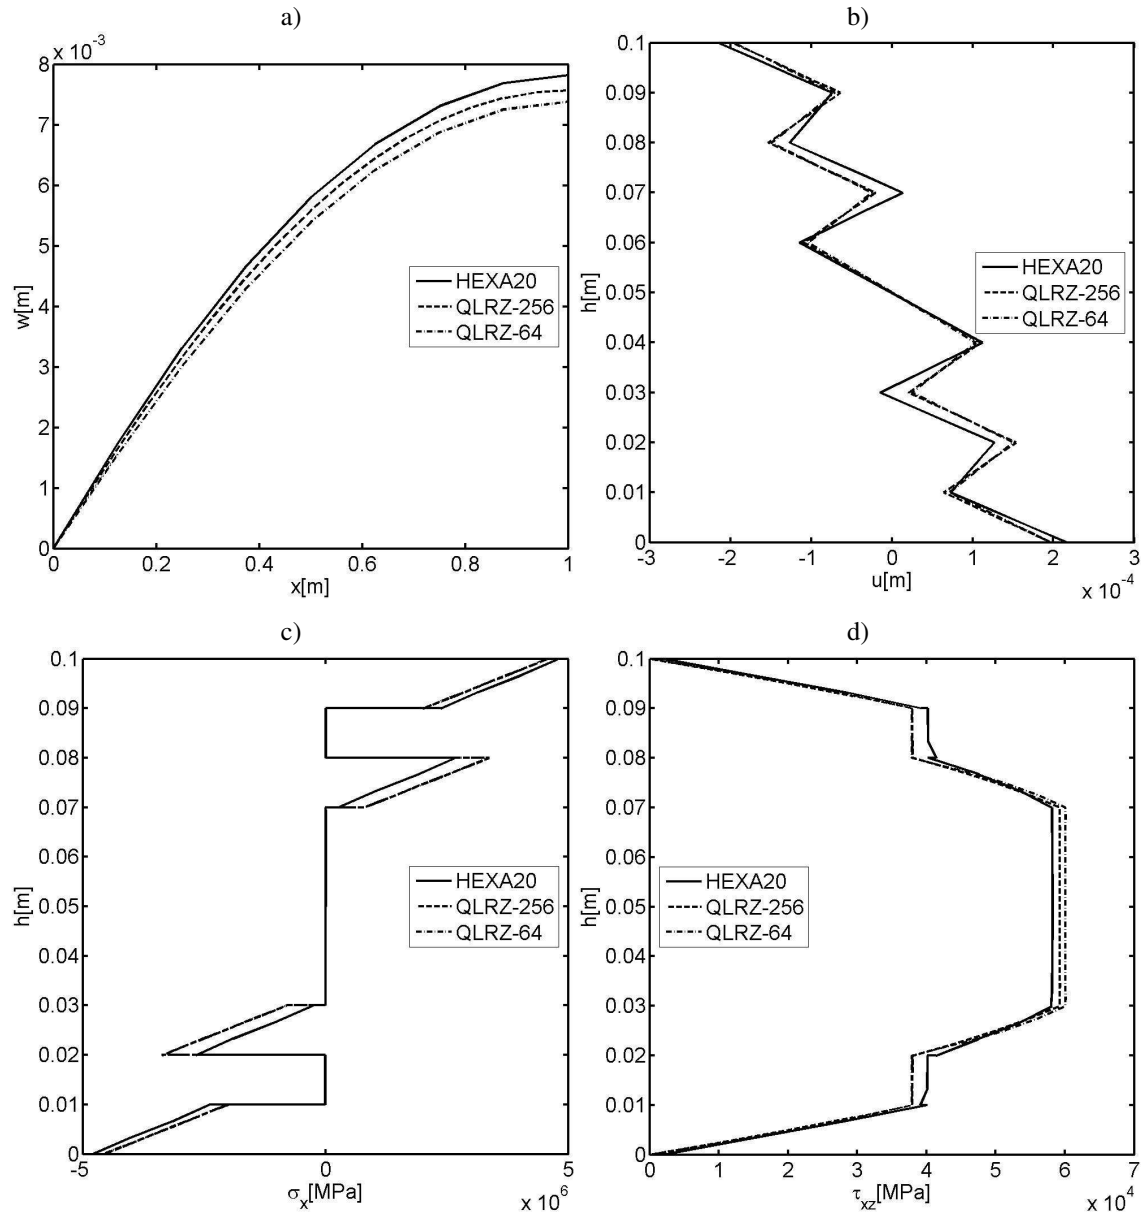 a)
x 10-3
8
7
6
5
4
3
2
1
0
w[m]
0 0.2 0.4 0.6 0.8 1
x[m]
HEXA20
QLRZ-256
QLRZ-64
b)
0.1
0.09
0.08
0.07
0.06
0.05
0.04
0.03
0.02
0.01
0
h[m]
-3 -2 -1 0 1 2 3
u[m]
x 10-4
HEXA20
QLRZ-256
QLRZ-64
c)
0.1
0.09
0.08
0.07
0.06
0.05
0.04
0.03
0.02
0.01
0
h[m]
-5 0 5
σx[MPa]
x 10^6
HEXA20
QLRZ-256
QLRZ-64
d)
0.1
0.09
0.08
0.07
0.06
0.05
0.04
0.03
0.02
0.01
0
h[m]
0 1 2 3 4 5 6 70
τxz[MPa]
x 10^4
HEXA20
QLRZ-256
QLRZ-64